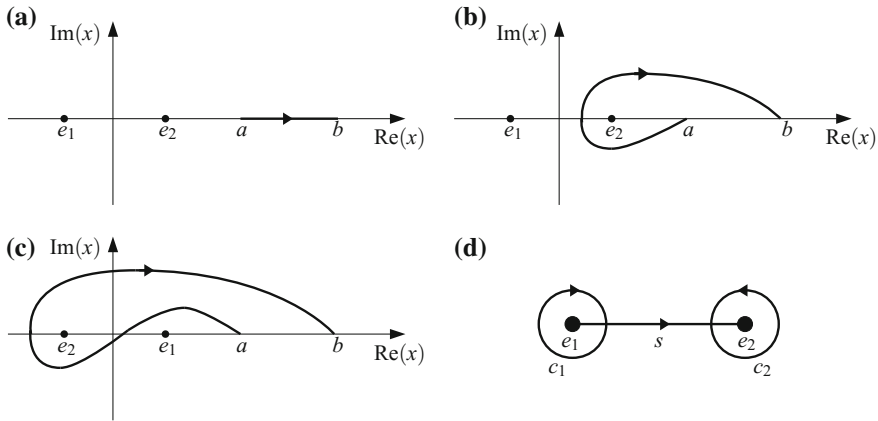 (a)
Im(x)
e₁ e₂ a b
Re(x)
(b)
Im(x)
e₁ e₂ a b
Re(x)
(c)
Im(x)
e₂ e₁ a b
Re(x)
(d)
e₁ s e₂
c₁ c₂